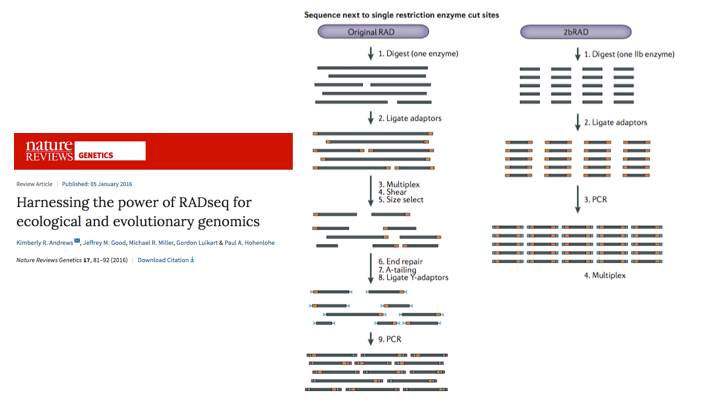 Sequence next to single restriction enzyme cut sites
Original RAD
1. Digest (one enzyme)
2. Ligate adaptors
3. Multiplex
4. Shear
5. Size select
6. End repair
7. A-tailing
8. Ligate Y-adaptors
9. PCR
2bRAD
1. Digest (one IIb enzyme)
2. Ligate adaptors
3. PCR
4. Multiplex
nature
REVIEWS GENETICS
Review Article | Published: 05 January 2016
Harnessing the power of RADseq for
ecological and evolutionary genomics
Kimberly R. Andrews, Jeffrey M. Good, Michael R. Miller, Gordon Luikart & Paul A. Hohenlohe
Nature Reviews Genetics 17, 81–92 (2016) | Download Citation